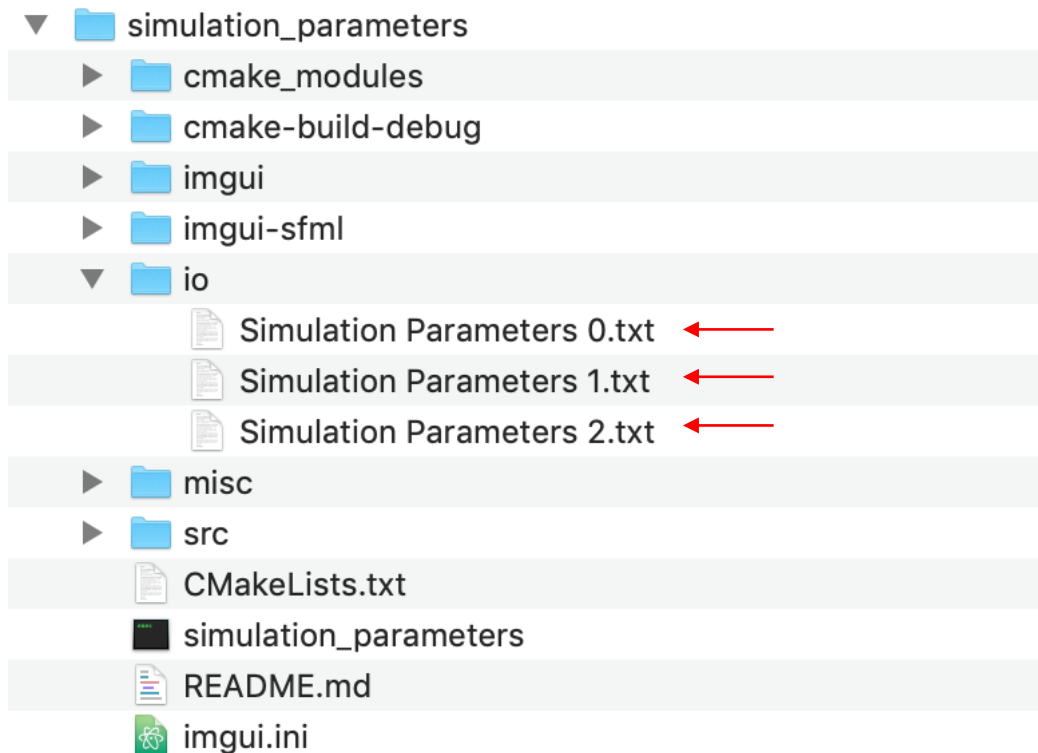 simulation_parameters
cmake_modules
cmake-build-debug
imgui
imgui-sfml
io
Simulation Parameters 0.txt
Simulation Parameters 1.txt
Simulation Parameters 2.txt
misc
src
CMakeLists.txt
simulation_parameters
README.md
imgui.ini